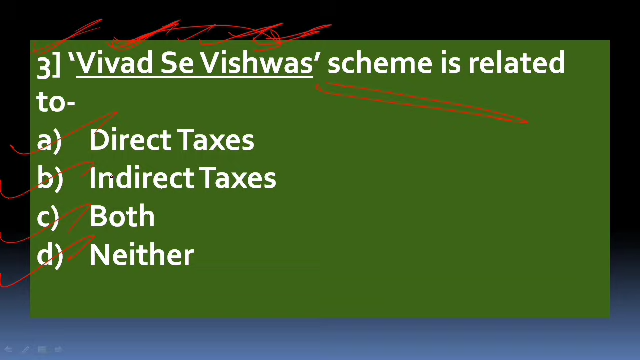 3] ‘Vivad Se Vishwas’ scheme is related
to-
a) Direct Taxes
b) Indirect Taxes
c) Both
d) Neither